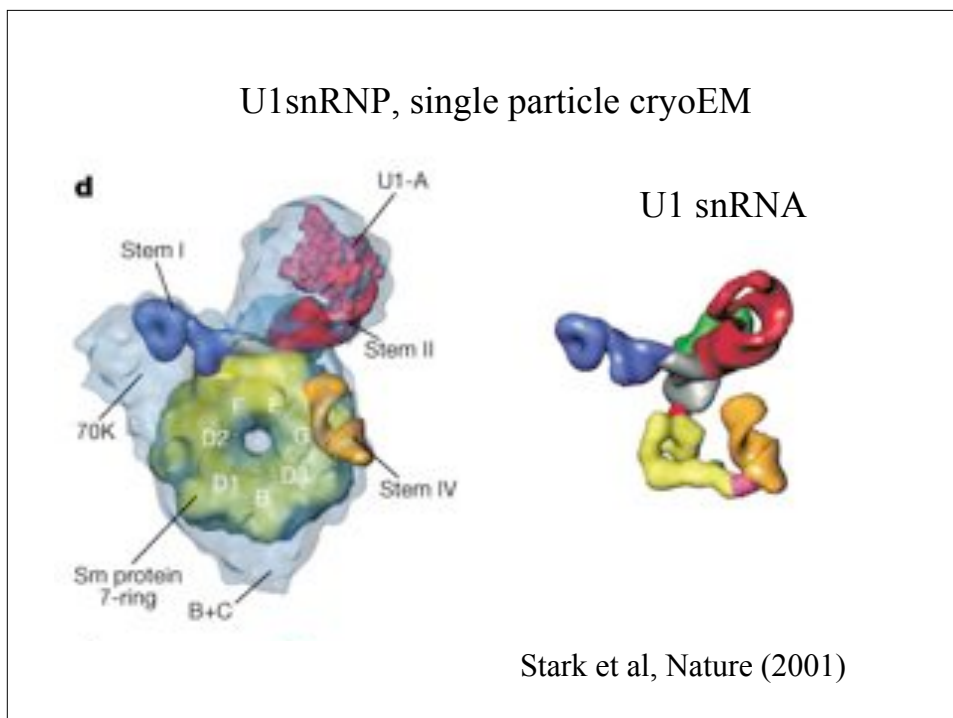 U1snRNP, single particle cryoEM
d
U1-A
U1 snRNA
Stem I
Stem II
70K
F
E
D2
G
D1
D3
B
Stem IV
Sm protein
7-ring
B+C
Stark et al, Nature (2001)